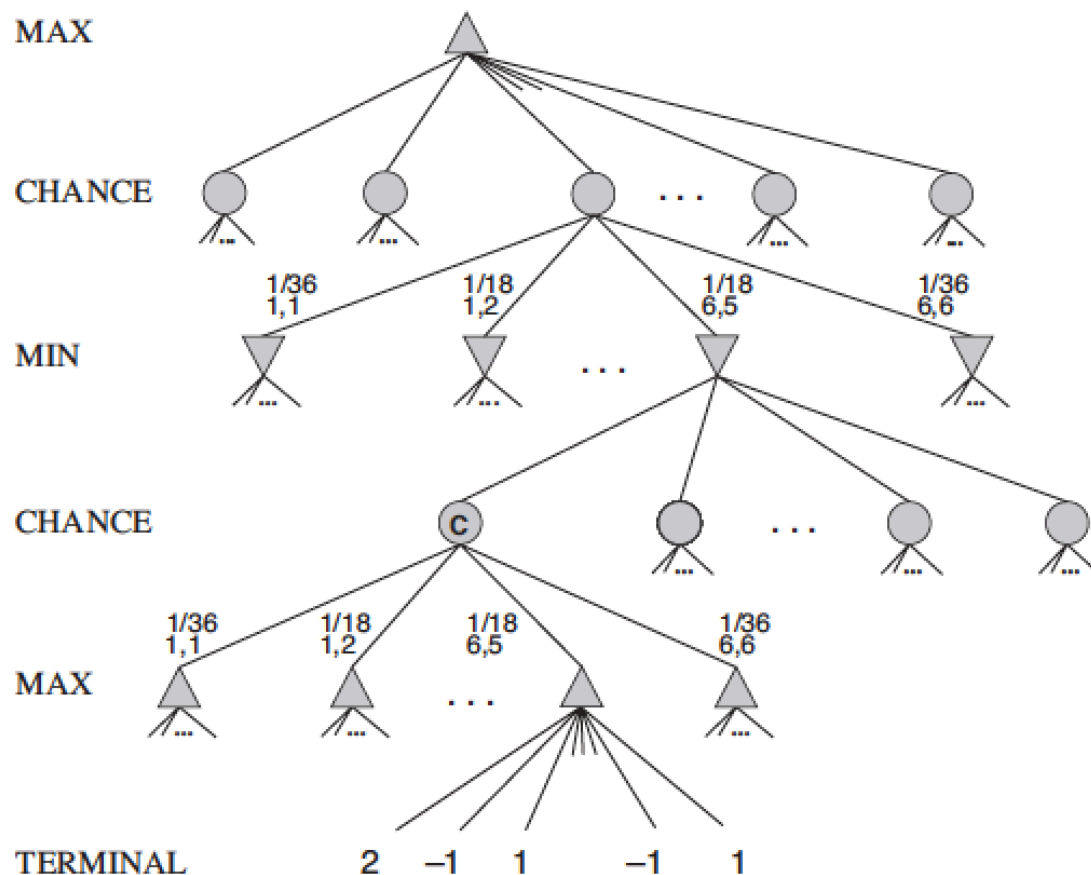 MAX
CHANCE
...
... ... ... ... ...
1/36 1/18 1/18 1/36
1,1 1,2 6,5 6,6
MIN
...
... ... ... ...
CHANCE
C
...
... ... ... ...
1/36 1/18 1/18 1/36
1,1 1,2 6,5 6,6
MAX
...
... ... ...
TERMINAL 2 –1 1 –1 1